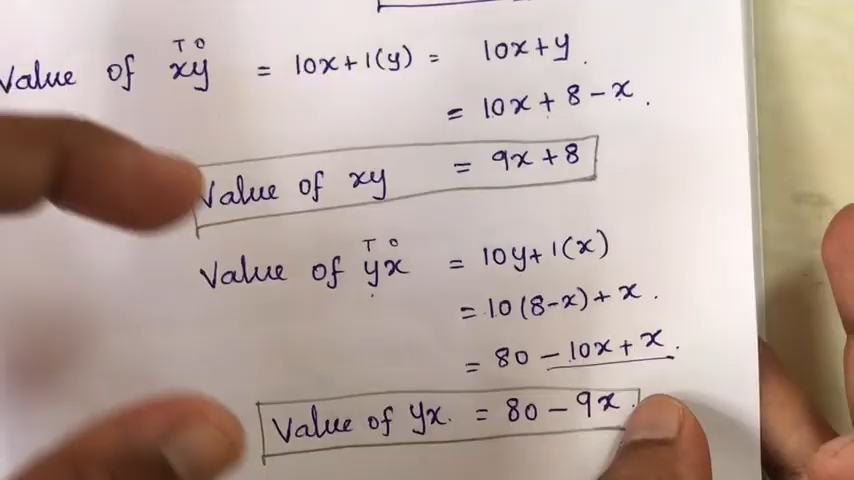 T O
Value of xy = 10x+1(y) = 10x+y.
= 10x+8-x.
Value of xy = 9x+8
T O
Value of yx = 10y+1(x)
= 10(8-x)+x.
= 80-10x+x.
Value of yx. = 80-9x.